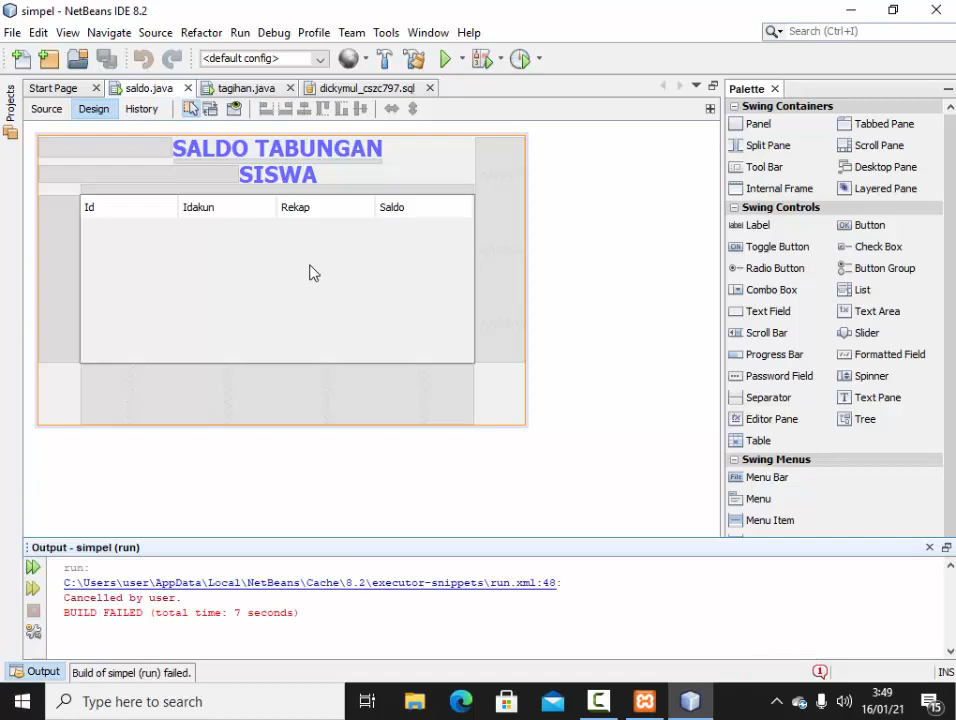 simpel - NetBeans IDE 8.2
File Edit View Navigate Source Refactor Run Debug Profile Team Tools Window Help
Search (Ctrl+I)
<default config>
Start Page saldo.java tagihan.java dickymul_cszc797.sql
Source Design History
Projects
SALDO TABUNGAN
SISWA
Id Idakun Rekap Saldo
Palette
Swing Containers
Panel Tabbed Pane
Split Pane Scroll Pane
Tool Bar Desktop Pane
Internal Frame Layered Pane
Swing Controls
label Label OK Button
ON Toggle Button Check Box
Radio Button Button Group
Combo Box List
Text Field Text Area
Scroll Bar Slider
Progress Bar Formatted Field
Password Field Spinner
Separator T Text Pane
Editor Pane Tree
Table
Swing Menus
File Menu Bar
Menu
Menu Item
Output - simpel (run)
run:
C:\Users\user\AppData\Local\NetBeans\Cache\8.2\executor-snippets\run.xml:48:
Cancelled by user.
BUILD FAILED (total time: 7 seconds)
Output Build of simpel (run) failed.
1
INS
Type here to search
3:49
16/01/21
15